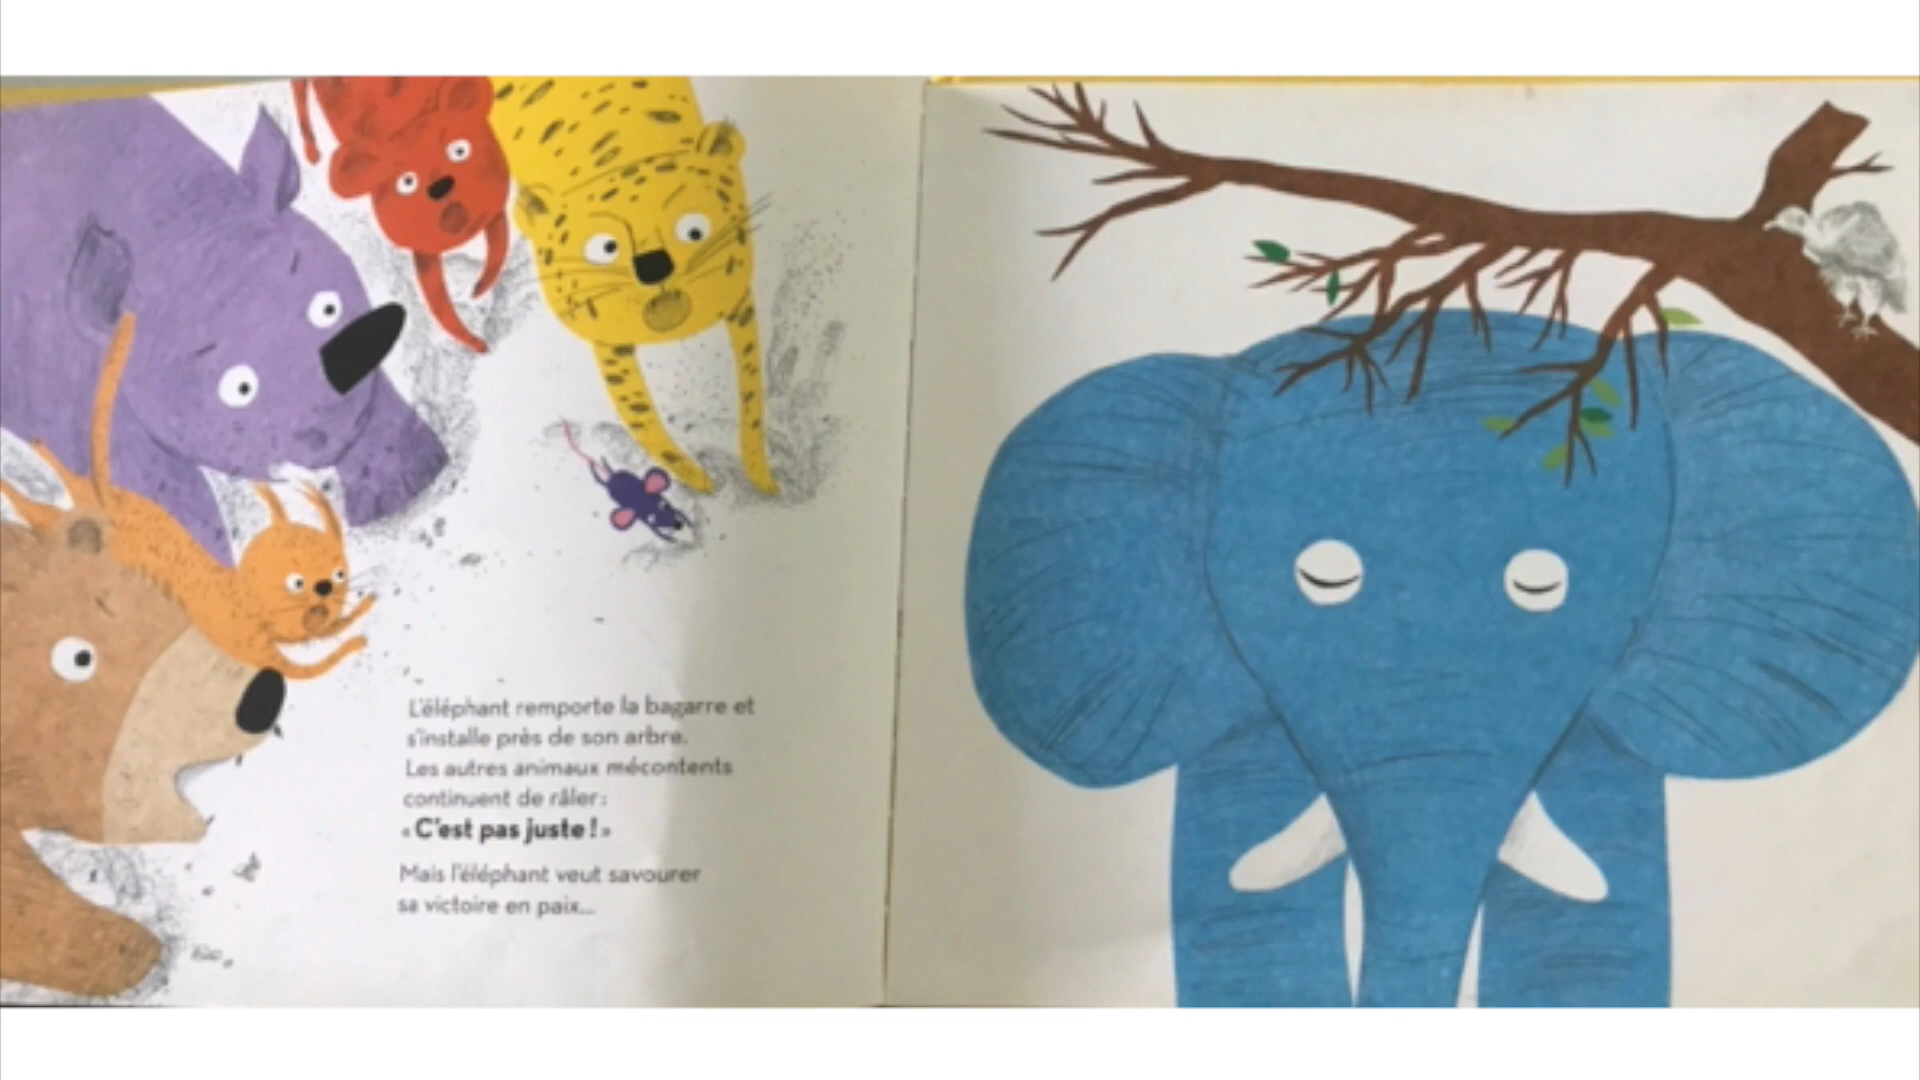 L'éléphant remporte la bagarre et
s'installe près de son arbre.
Les autres animaux mécontents
continuent de râler :
« C'est pas juste ! »
Mais l'éléphant veut savourer
sa victoire en paix...